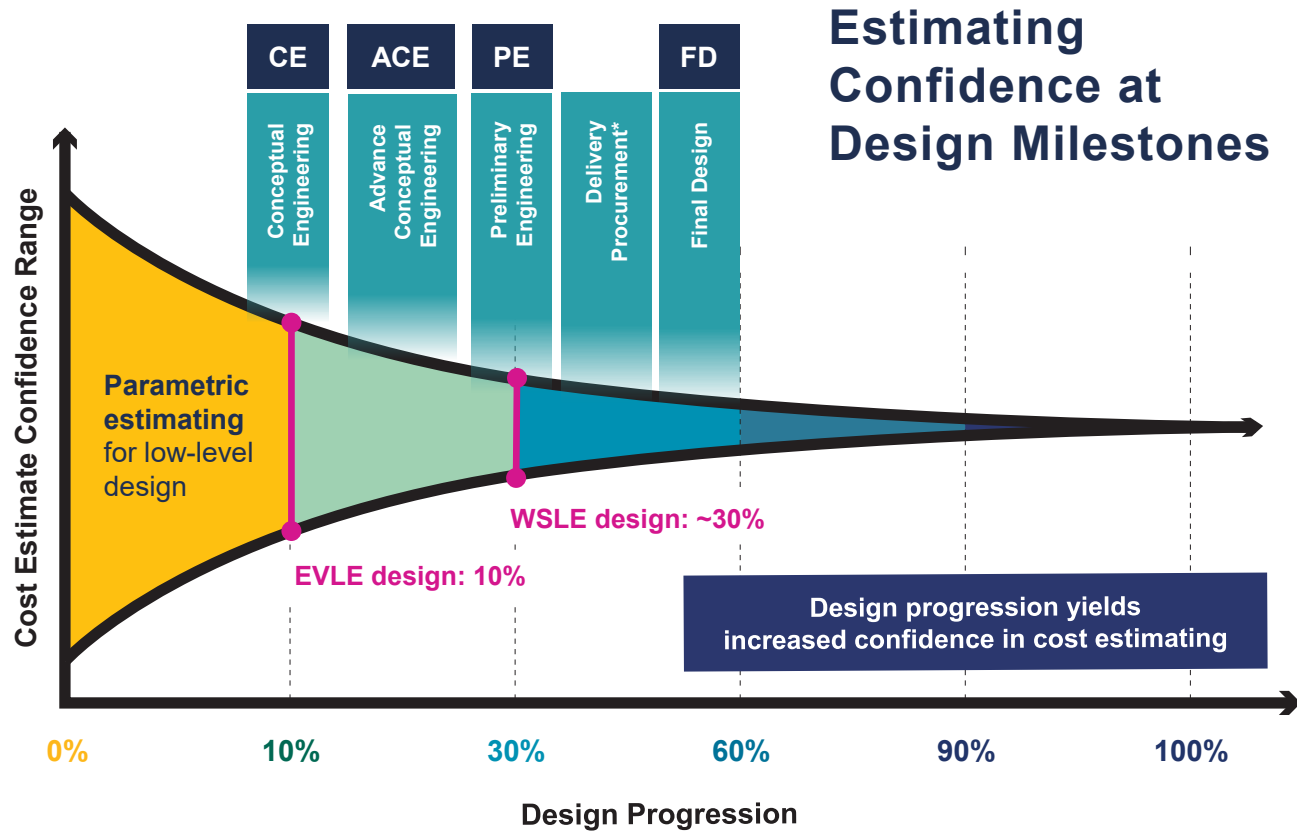 Estimating
Confidence at
Design Milestones
CE
ACE
PE
FD
Conceptual
Engineering
Advance
Conceptual
Engineering
Preliminary
Engineering
Delivery
Procurement*
Final Design
Cost Estimate Confidence Range
Parametric
estimating
for low-level
design
WSLE design: ~30%
EVLE design: 10%
Design progression yields
increased confidence in cost estimating
0%
10%
30%
60%
90%
100%
Design Progression